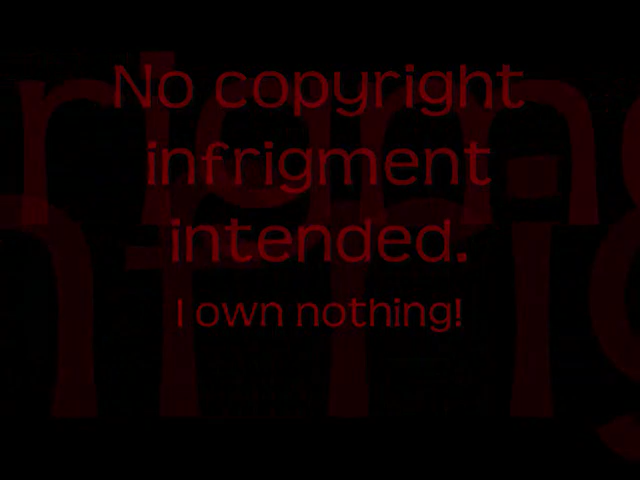 No copyright
infrigment
intended.
I own nothing!